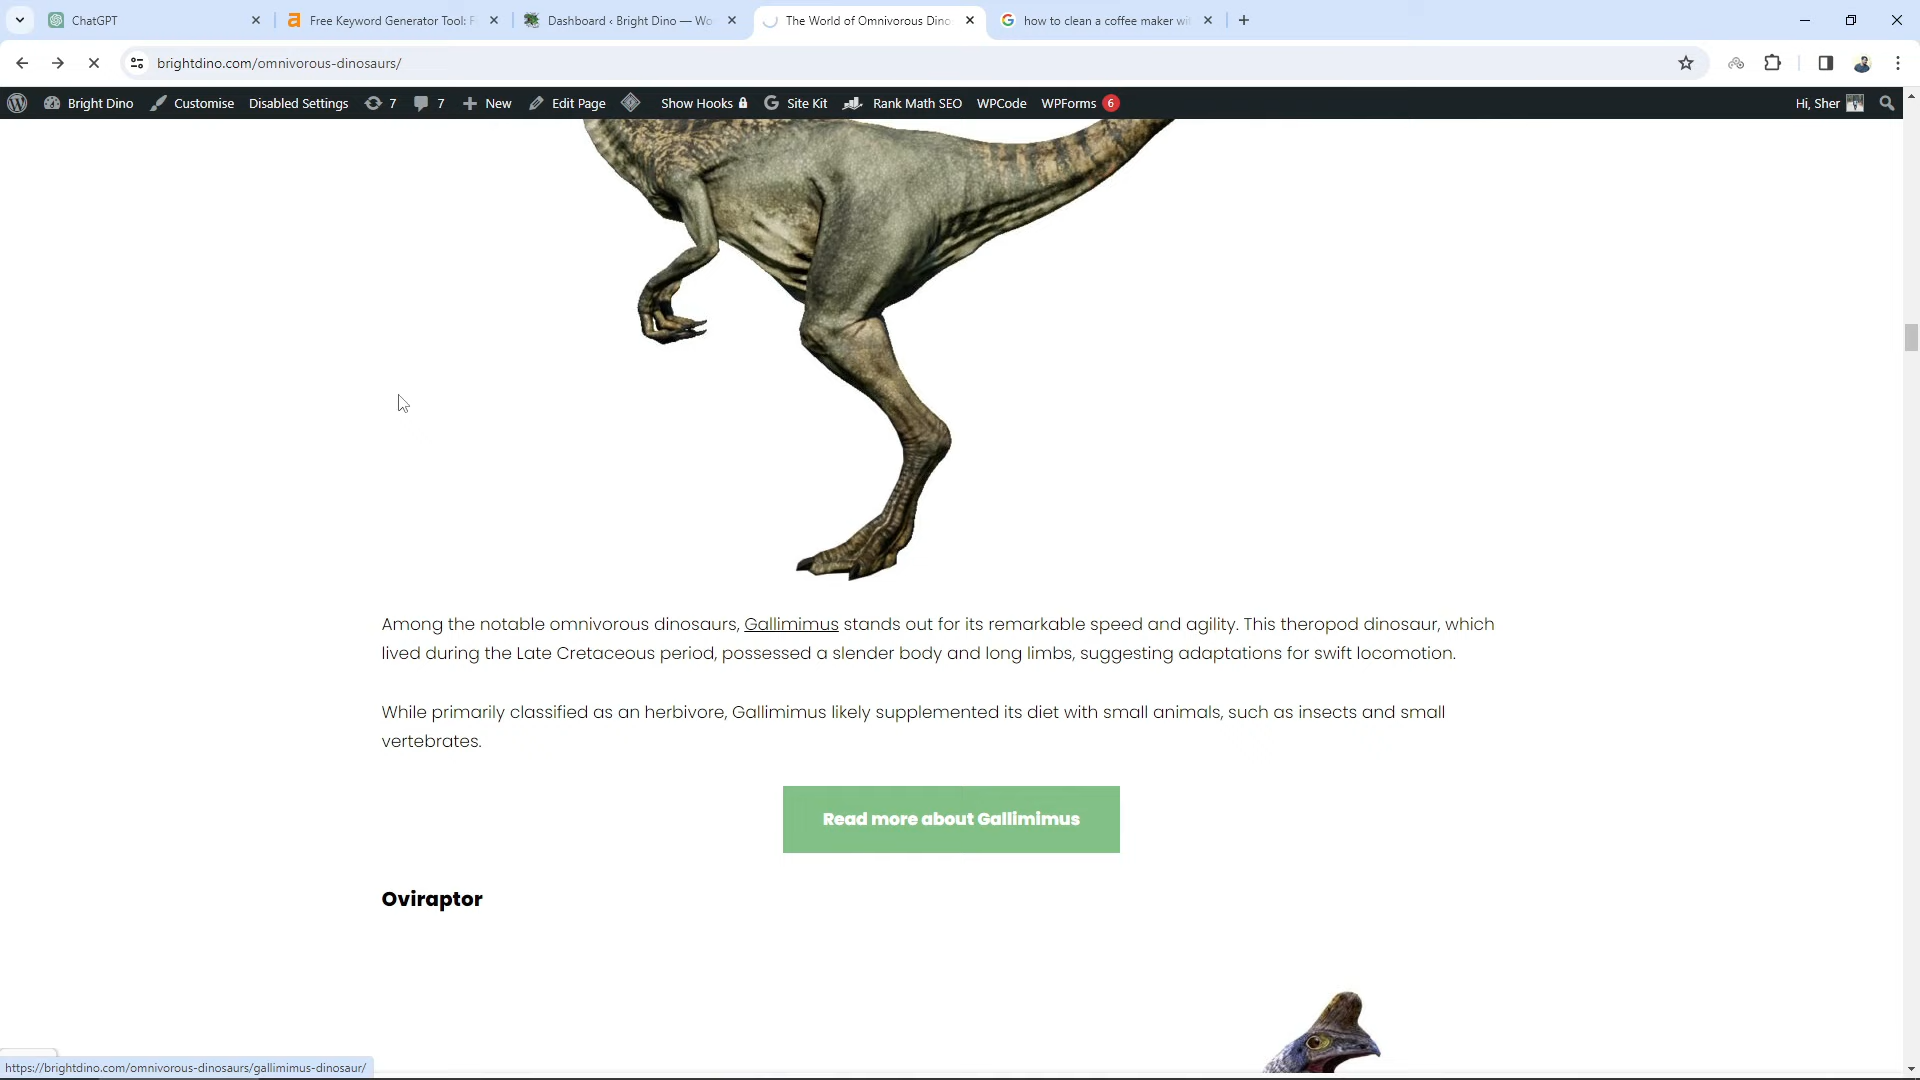 ChatGPT
Free Keyword Generator Tool: F
Dashboard ‹ Bright Dino — Wo
The World of Omnivorous Dino
how to clean a coffee maker wi
brightdino.com/omnivorous-dinosaurs/
Bright Dino Customise Disabled Settings 7 7 New Edit Page Show Hooks Site Kit Rank Math SEO WPCode WPForms 6 Hi, Sher
Among the notable omnivorous dinosaurs, Gallimimus stands out for its remarkable speed and agility. This theropod dinosaur, which
lived during the Late Cretaceous period, possessed a slender body and long limbs, suggesting adaptations for swift locomotion.
While primarily classified as an herbivore, Gallimimus likely supplemented its diet with small animals, such as insects and small
vertebrates.
Read more about Gallimimus
Oviraptor
https://brightdino.com/omnivorous-dinosaurs/gallimimus-dinosaur/